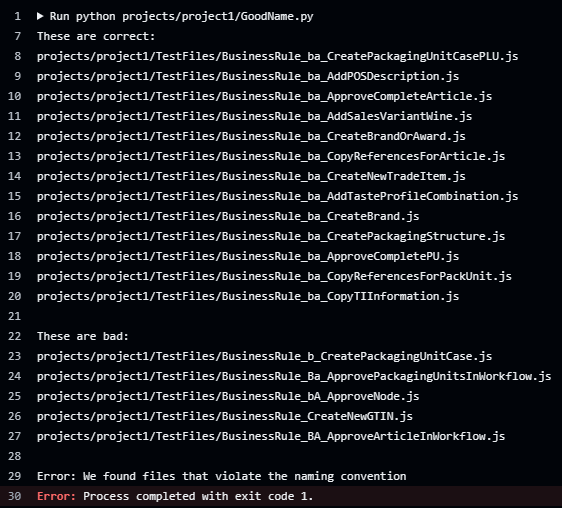 1 ▶ Run python projects/project1/GoodName.py
7 These are correct:
8 projects/project1/TestFiles/BusinessRule_ba_CreatePackagingUnitCasePLU.js
9 projects/project1/TestFiles/BusinessRule_ba_AddPOSDescription.js
10 projects/project1/TestFiles/BusinessRule_ba_ApproveCompleteArticle.js
11 projects/project1/TestFiles/BusinessRule_ba_AddSalesVariantWine.js
12 projects/project1/TestFiles/BusinessRule_ba_CreateBrandOrAward.js
13 projects/project1/TestFiles/BusinessRule_ba_CopyReferencesForArticle.js
14 projects/project1/TestFiles/BusinessRule_ba_CreateNewTradeItem.js
15 projects/project1/TestFiles/BusinessRule_ba_AddTasteProfileCombination.js
16 projects/project1/TestFiles/BusinessRule_ba_CreateBrand.js
17 projects/project1/TestFiles/BusinessRule_ba_CreatePackagingStructure.js
18 projects/project1/TestFiles/BusinessRule_ba_ApproveCompletePU.js
19 projects/project1/TestFiles/BusinessRule_ba_CopyReferencesForPackUnit.js
20 projects/project1/TestFiles/BusinessRule_ba_CopyTIInformation.js
21
22 These are bad:
23 projects/project1/TestFiles/BusinessRule_b_CreatePackagingUnitCase.js
24 projects/project1/TestFiles/BusinessRule_Ba_ApprovePackagingUnitsInWorkflow.js
25 projects/project1/TestFiles/BusinessRule_bA_ApproveNode.js
26 projects/project1/TestFiles/BusinessRule_CreateNewGTIN.js
27 projects/project1/TestFiles/BusinessRule_BA_ApproveArticleInWorkflow.js
28
29 Error: We found files that violate the naming convention
30 Error: Process completed with exit code 1.